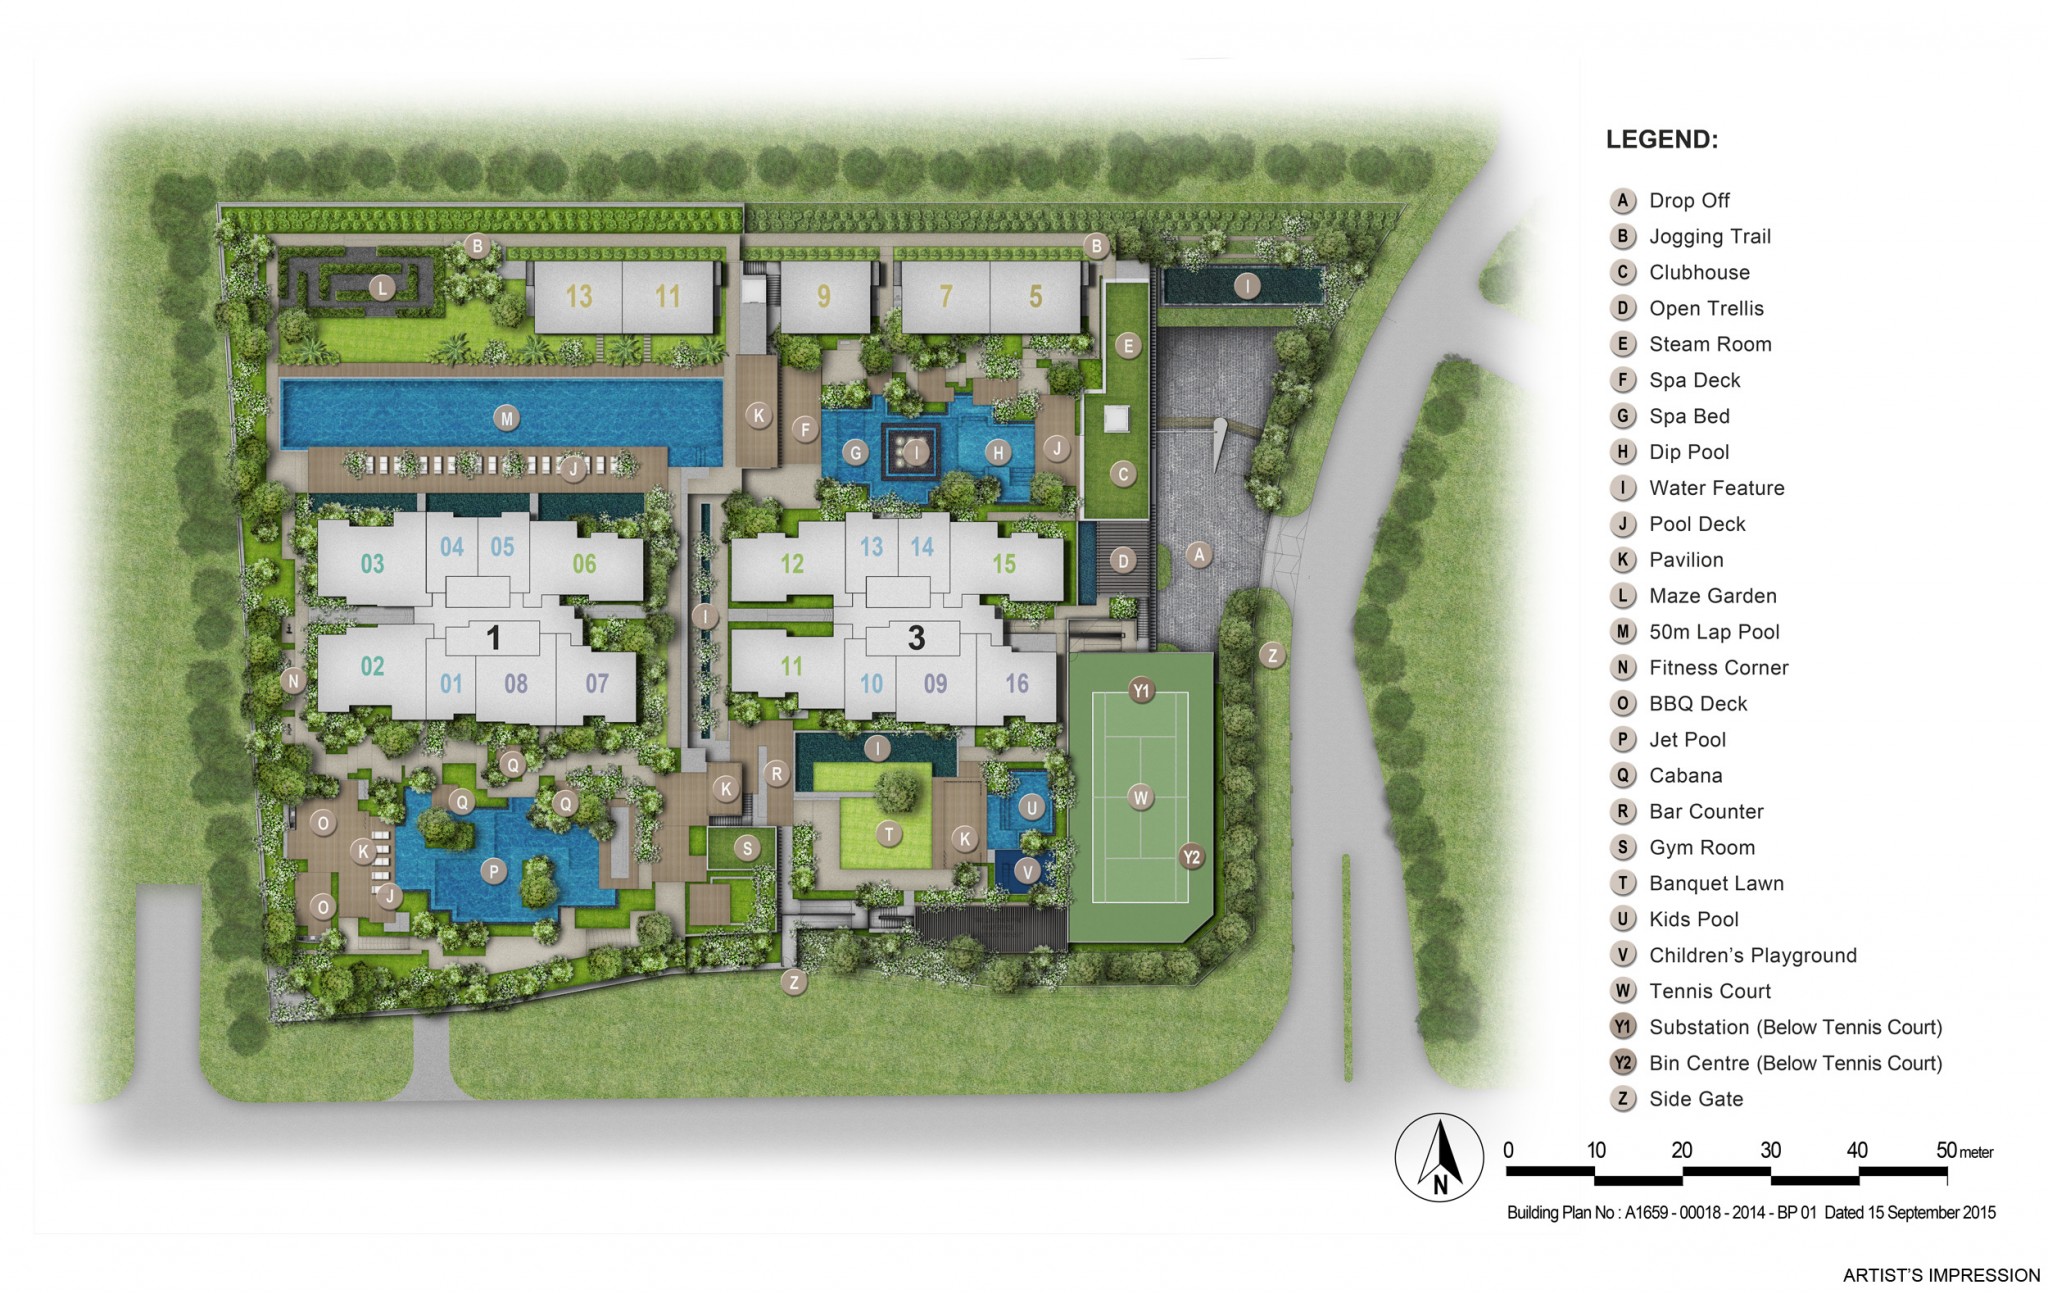 LEGEND:
A Drop Off
B Jogging Trail
C Clubhouse
D Open Trellis
E Steam Room
F Spa Deck
G Spa Bed
H Dip Pool
I Water Feature
J Pool Deck
K Pavilion
L Maze Garden
M 50m Lap Pool
N Fitness Corner
O BBQ Deck
P Jet Pool
Q Cabana
R Bar Counter
S Gym Room
T Banquet Lawn
U Kids Pool
V Children's Playground
W Tennis Court
Y1 Substation (Below Tennis Court)
Y2 Bin Centre (Below Tennis Court)
Z Side Gate
B B
L 13 11 9 7 5 I
E
M K F G I H J
J C
03 04 05 06 12 13 14 15 D A
I
1 3
02 01 08 07 11 10 09 16 Z
N Y1
Q K R I
O Q Q T U W
K P S K V Y2
O J
Z
N
0 10 20 30 40 50 meter
Building Plan No : A1659 - 00018 - 2014 - BP 01 Dated 15 September 2015
ARTIST'S IMPRESSION